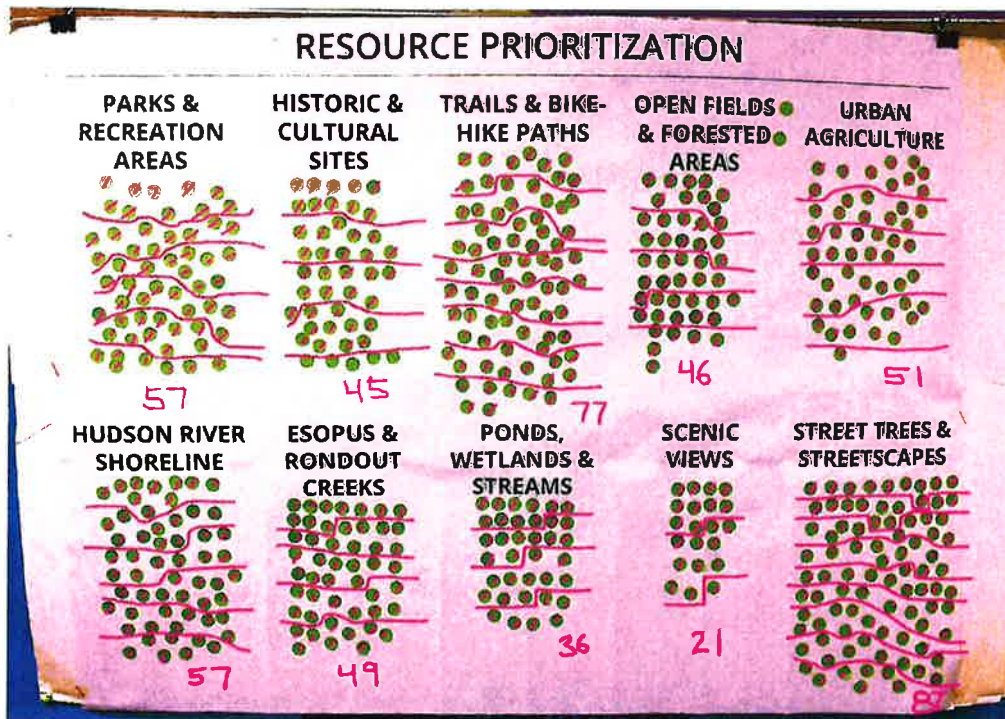 RESOURCE PRIORITIZATION
PARKS &
RECREATION
AREAS
57
HISTORIC &
CULTURAL
SITES
45
TRAILS & BIKE-
HIKE PATHS
77
OPEN FIELDS
& FORESTED
AREAS
46
URBAN
AGRICULTURE
51
HUDSON RIVER
SHORELINE
57
ESOPUS &
RONDOUT
CREEKS
49
PONDS,
WETLANDS &
STREAMS
36
SCENIC
VIEWS
21
STREET TREES &
STREETSCAPES